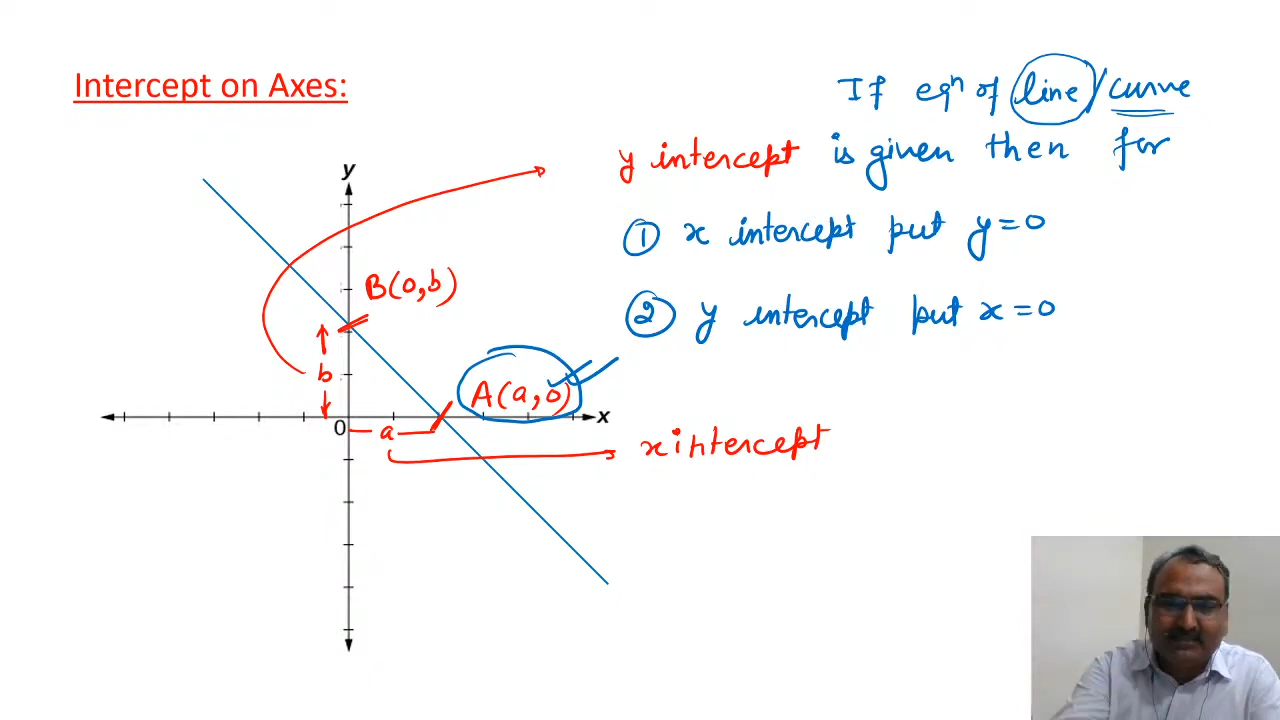 Intercept on Axes:
If eqn of line/curve
y intercept is given then for
① x intercept put y=0
② y intercept put x=0
y
B(0,b)
b
A(a,0)
x
0
a
x intercept